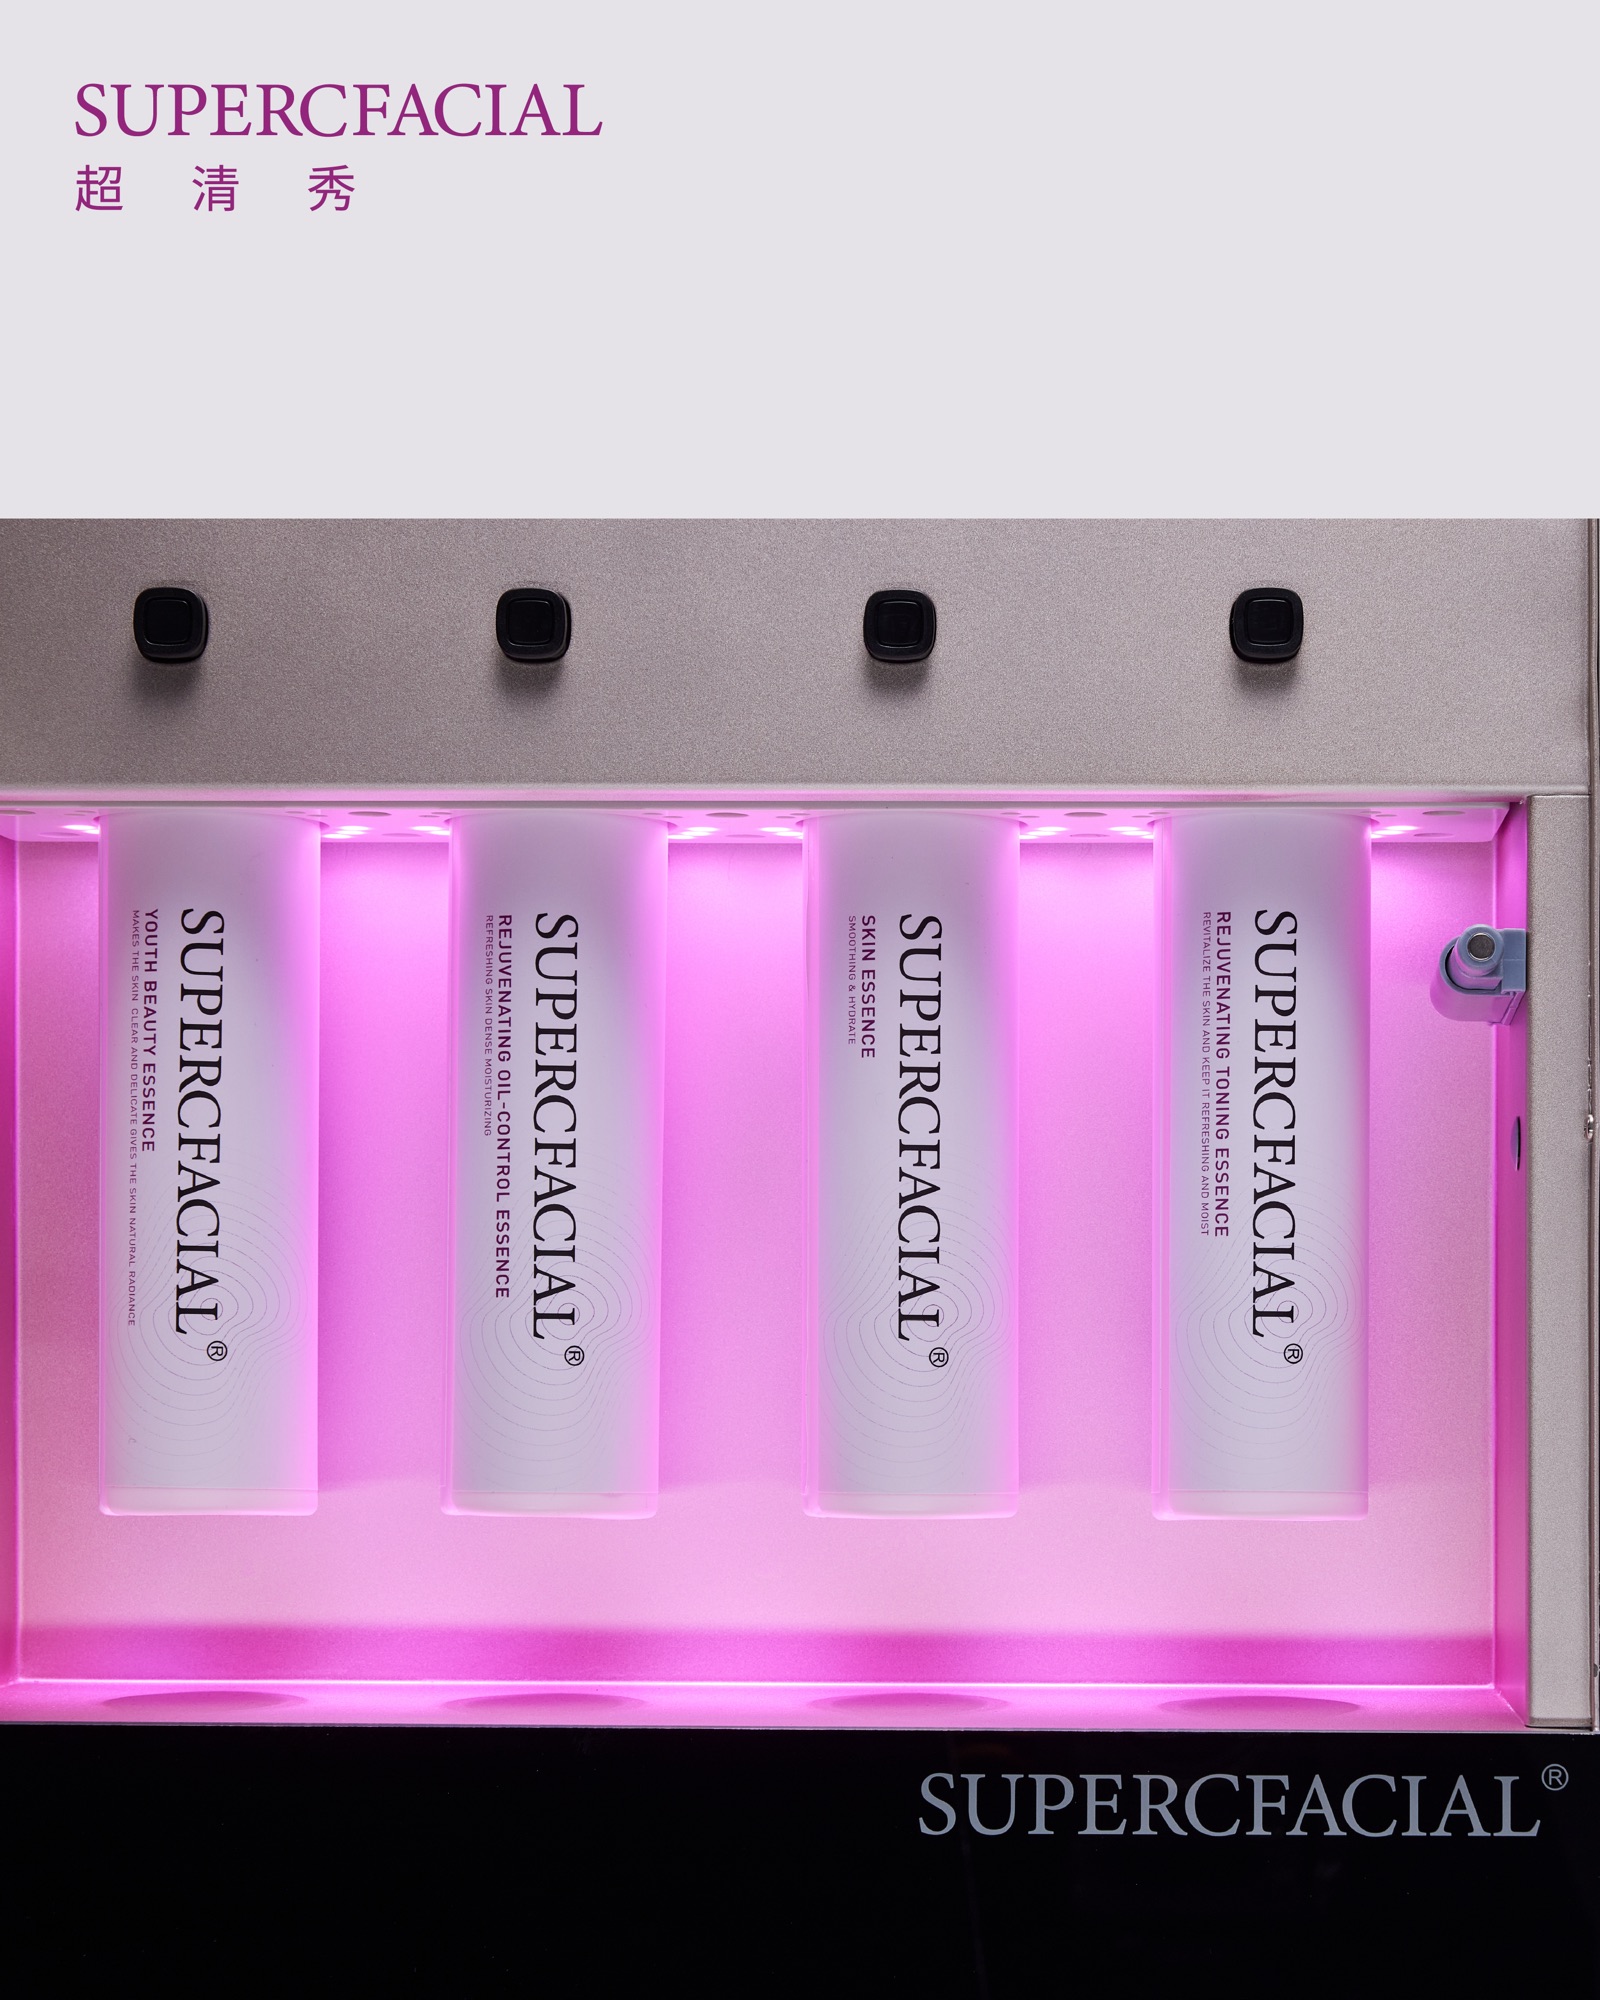 SUPERCFACIAL
超清秀
SUPERCFACIAL®
YOUTH BEAUTY ESSENCE
MAKES THE SKIN CLEAR AND DELICATE GIVES THE SKIN NATURAL RADIANCE
SUPERCFACIAL®
REJUVENATING OIL-CONTROL ESSENCE
REFRESHING SKIN DENSE MOISTURIZING
SUPERCFACIAL®
SKIN ESSENCE
SMOOTHING & HYDRATE
SUPERCFACIAL®
REJUVENATING TONING ESSENCE
REVITALIZE THE SKIN AND KEEP IT REFRESHING AND MOIST
SUPERCFACIAL®